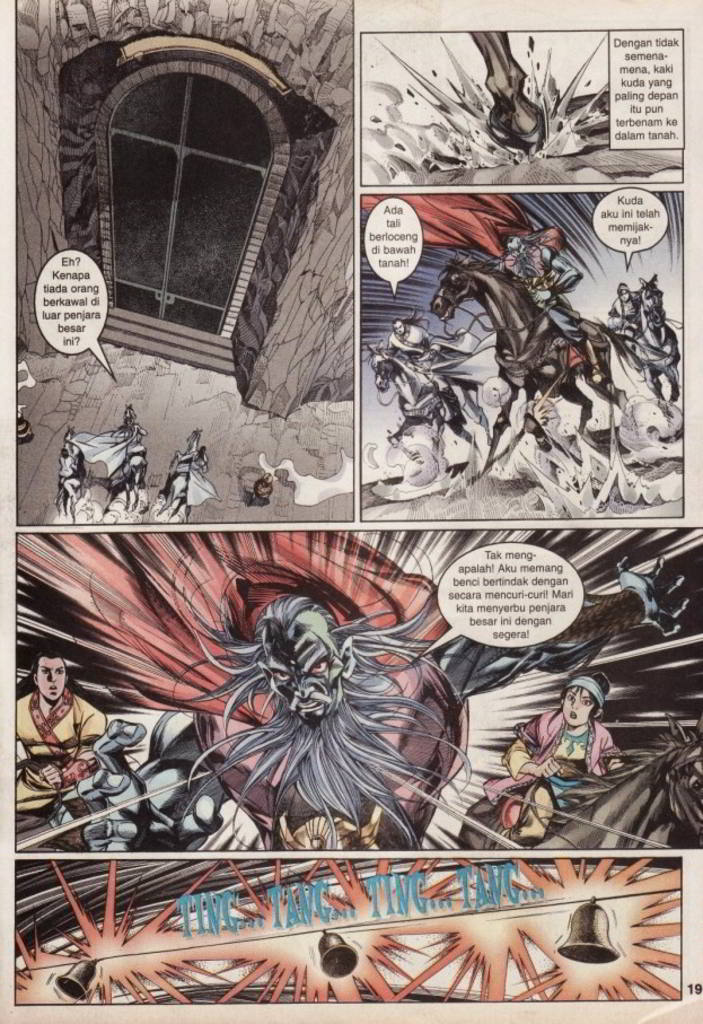 Eh?
Kenapa
tiada orang
berkawal di
luar penjara
besar
ini?
Dengan tidak
semena-
mena, kaki
kuda yang
paling depan
itu pun
terbenam ke
dalam tanah.
Ada
tali
berloceng
di bawah
tanah!
Kuda
aku ini telah
memijak-
nya!
Tak meng-
apalah! Aku memang
benci bertindak dengan
secara mencuri-curi! Mari
kita menyerbu penjara
besar ini dengan
segera!
TING... TANG... TING... TANG...
19